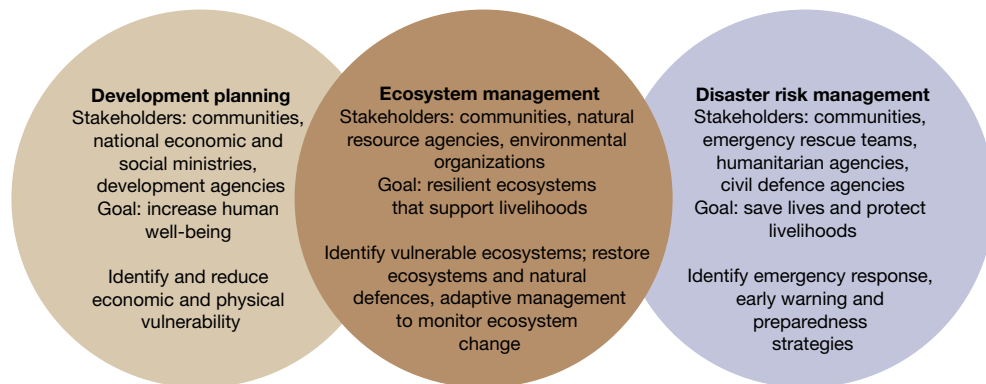 Development planning
Stakeholders: communities,
national economic and
social ministries,
development agencies
Goal: increase human
well-being
Identify and reduce
economic and physical
vulnerability
Ecosystem management
Stakeholders: communities, natural
resource agencies, environmental
organizations
Goal: resilient ecosystems
that support livelihoods
Identify vulnerable ecosystems; restore
ecosystems and natural
defences, adaptive management
to monitor ecosystem
change
Disaster risk management
Stakeholders: communities,
emergency rescue teams,
humanitarian agencies,
civil defence agencies
Goal: save lives and protect
livelihoods
Identify emergency response,
early warning and
preparedness
strategies